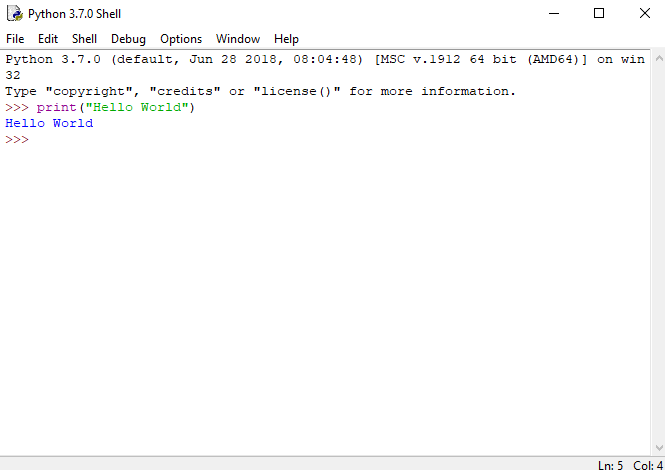 Python 3.7.0 Shell
File Edit Shell Debug Options Window Help
Python 3.7.0 (default, Jun 28 2018, 08:04:48) [MSC v.1912 64 bit (AMD64)] on win
32
Type "copyright", "credits" or "license()" for more information.
>>> print("Hello World")
Hello World
>>>
Ln: 5 Col: 4